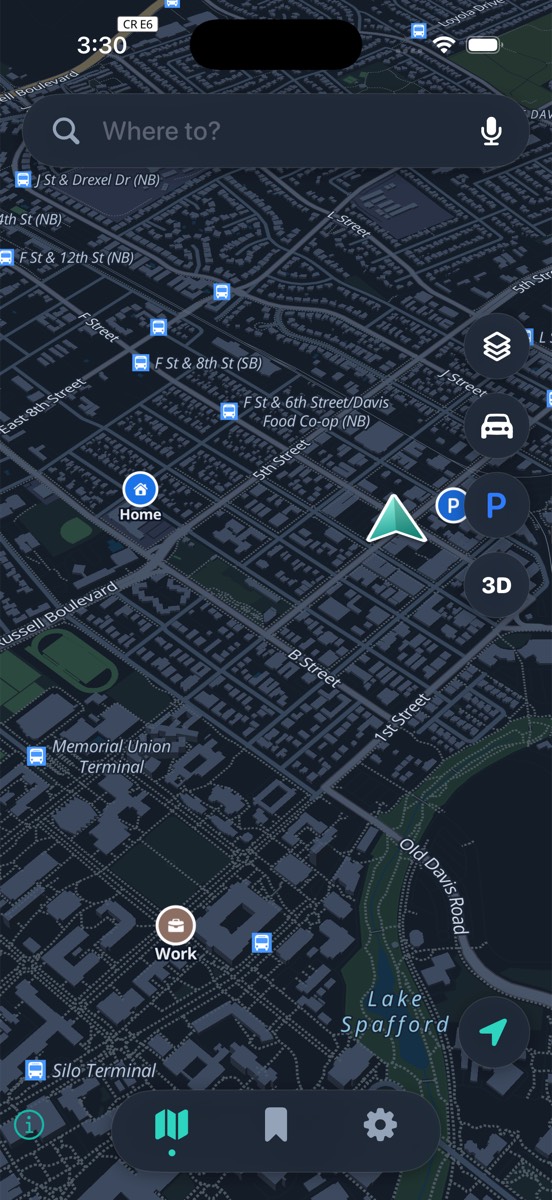 CR E6
3:30
Loyola Drive
Where to?
J St & Drexel Dr (NB)
4th St (NB)
L Street
F St & 12th St (NB)
5th
F Street
F St & 8th St (SB)
L
J Street
East 8th Street
F St & 6th Street/Davis
Food Co-op (NB)
5th Street
Home
P
P
3D
Russell Boulevard
B Street
1st Street
Memorial Union
Terminal
Old Davis Road
Work
Lake
Spafford
Silo Terminal
i